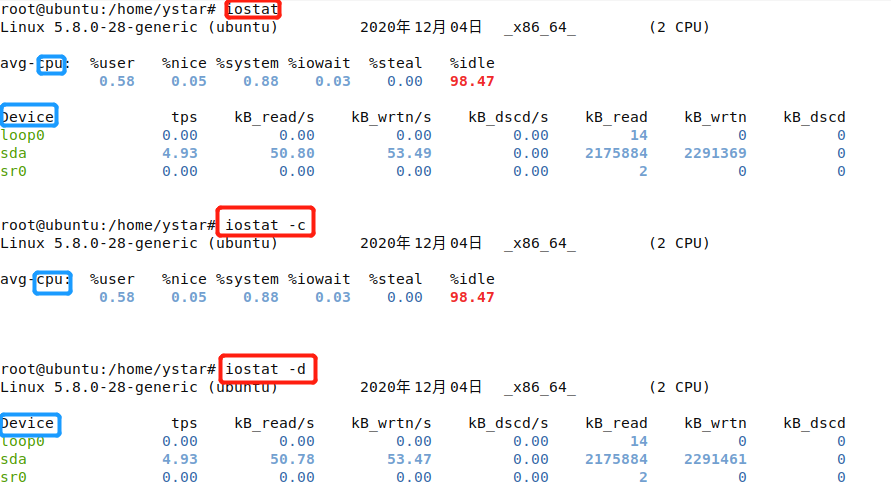 root@ubuntu:/home/ystar# iostat
Linux 5.8.0-28-generic (ubuntu) 2020年12月04日 _x86_64_ (2 CPU)
avg-cpu: %user %nice %system %iowait %steal %idle
0.58 0.05 0.88 0.03 0.00 98.47
Device tps kB_read/s kB_wrtn/s kB_dscd/s kB_read kB_wrtn kB_dscd
loop0 0.00 0.00 0.00 0.00 14 0 0
sda 4.93 50.80 53.49 0.00 2175884 2291369 0
sr0 0.00 0.00 0.00 0.00 2 0 0
root@ubuntu:/home/ystar# iostat -c
Linux 5.8.0-28-generic (ubuntu) 2020年12月04日 _x86_64_ (2 CPU)
avg-cpu: %user %nice %system %iowait %steal %idle
0.58 0.05 0.88 0.03 0.00 98.47
root@ubuntu:/home/ystar# iostat -d
Linux 5.8.0-28-generic (ubuntu) 2020年12月04日 _x86_64_ (2 CPU)
Device tps kB_read/s kB_wrtn/s kB_dscd/s kB_read kB_wrtn kB_dscd
loop0 0.00 0.00 0.00 0.00 14 0 0
sda 4.93 50.78 53.47 0.00 2175884 2291461 0
sr0 0.00 0.00 0.00 0.00 2 0 0